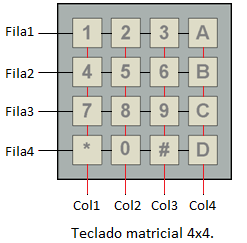 Fila1 1 2 3 A
Fila2 4 5 6 B
Fila3 7 8 9 C
Fila4 * 0 # D
Col1 Col2 Col3 Col4
Teclado matricial 4x4.